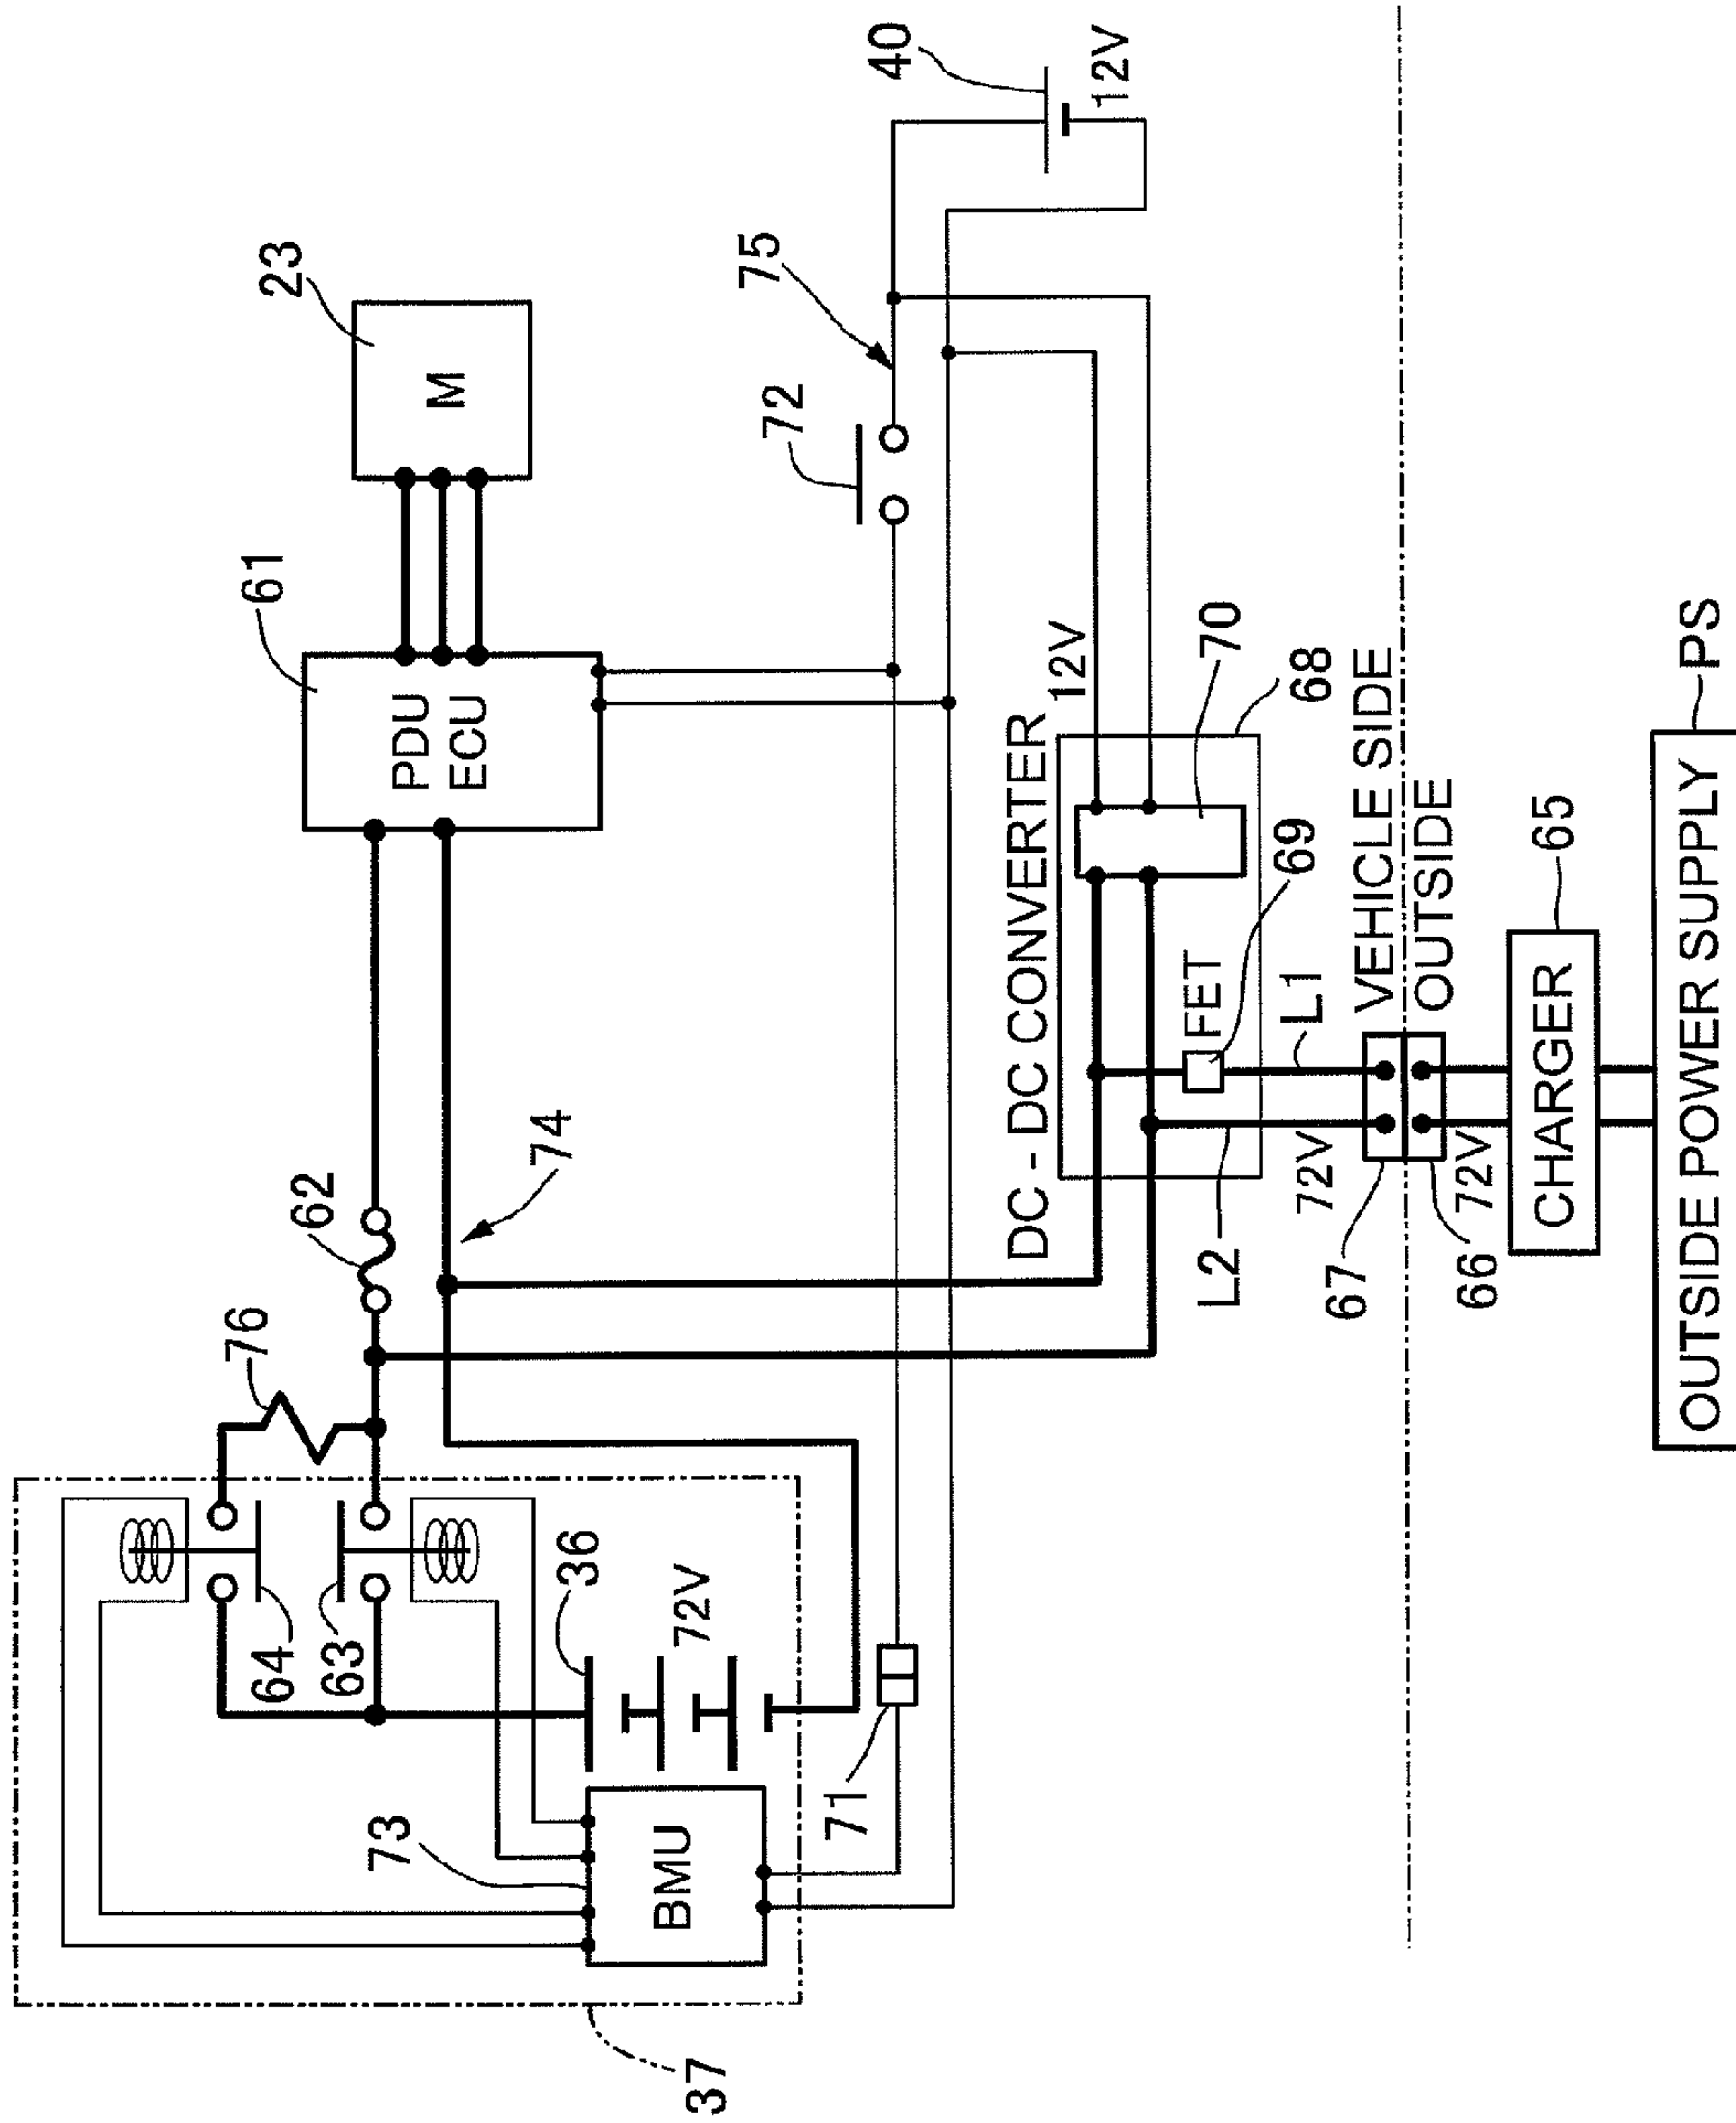 37
73
BMU
64
63
36
72V
76
62
74
71
61
PDU
ECU
23
M
72
75
40
12V
DC - DC CONVERTER
12V
FET
69
70
68
L1
L2
72V
67
VEHICLE SIDE
OUTSIDE
66
72V
CHARGER
65
OUTSIDE POWER SUPPLY
PS